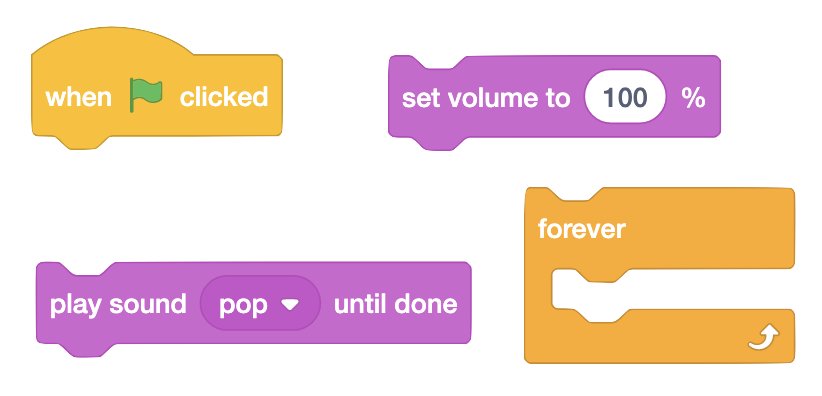 when clicked
set volume to 100 %
forever
play sound pop until done